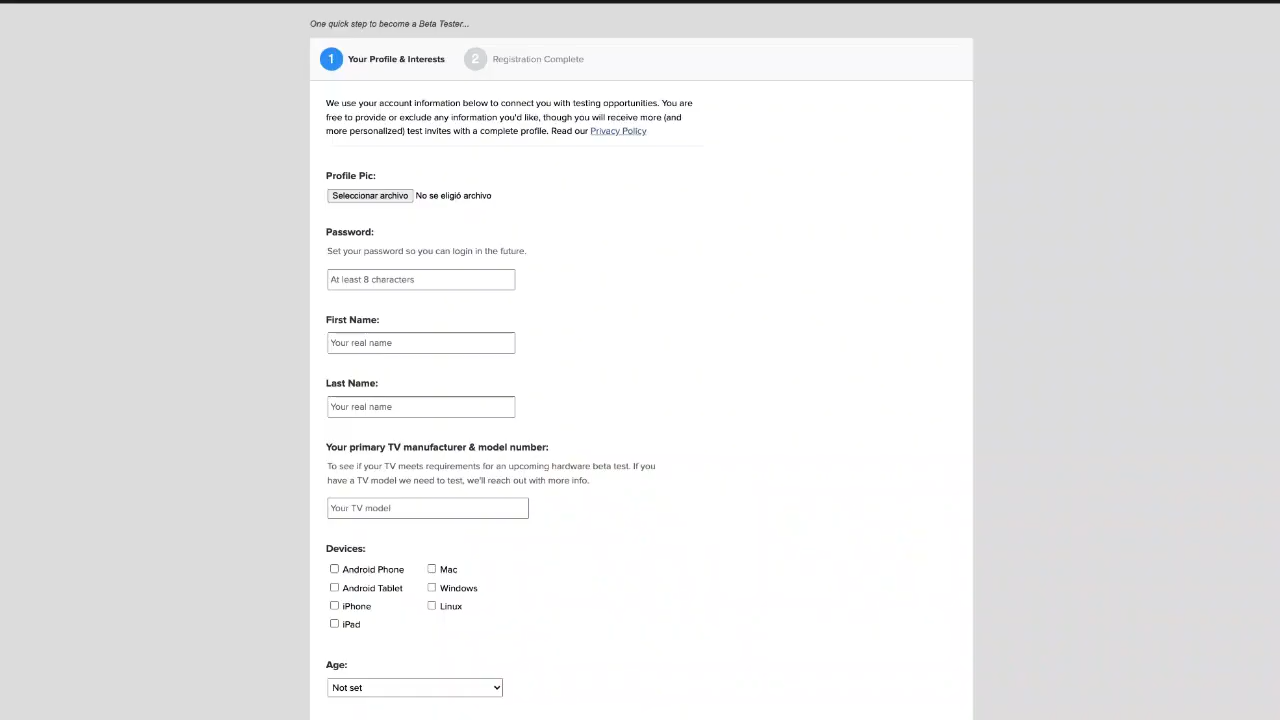 One quick step to become a Beta Tester...
1 Your Profile & Interests 2 Registration Complete
We use your account information below to connect you with testing opportunities. You are
free to provide or exclude any information you'd like, though you will receive more (and
more personalized) test invites with a complete profile. Read our Privacy Policy
Profile Pic:
Seleccionar archivo No se eligió archivo
Password:
Set your password so you can login in the future.
At least 8 characters
First Name:
Your real name
Last Name:
Your real name
Your primary TV manufacturer & model number:
To see if your TV meets requirements for an upcoming hardware beta test. If you
have a TV model we need to test, we'll reach out with more info.
Your TV model
Devices:
Android Phone Mac
Android Tablet Windows
iPhone Linux
iPad
Age:
Not set